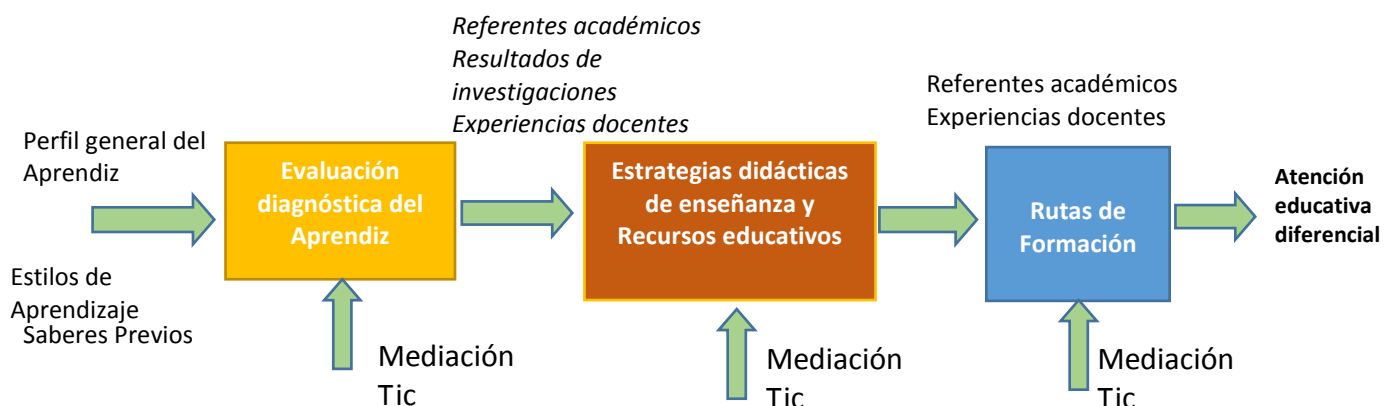 Perfil general del
Aprendiz
Estilos de
Aprendizaje
Saberes Previos
Evaluación
diagnóstica del
Aprendiz
Mediación
Tic
Referentes académicos
Resultados de
investigaciones
Experiencias docentes
Estrategias didácticas
de enseñanza y
Recursos educativos
Mediación
Tic
Referentes académicos
Experiencias docentes
Rutas de
Formación
Mediación
Tic
Atención
educativa
diferencial